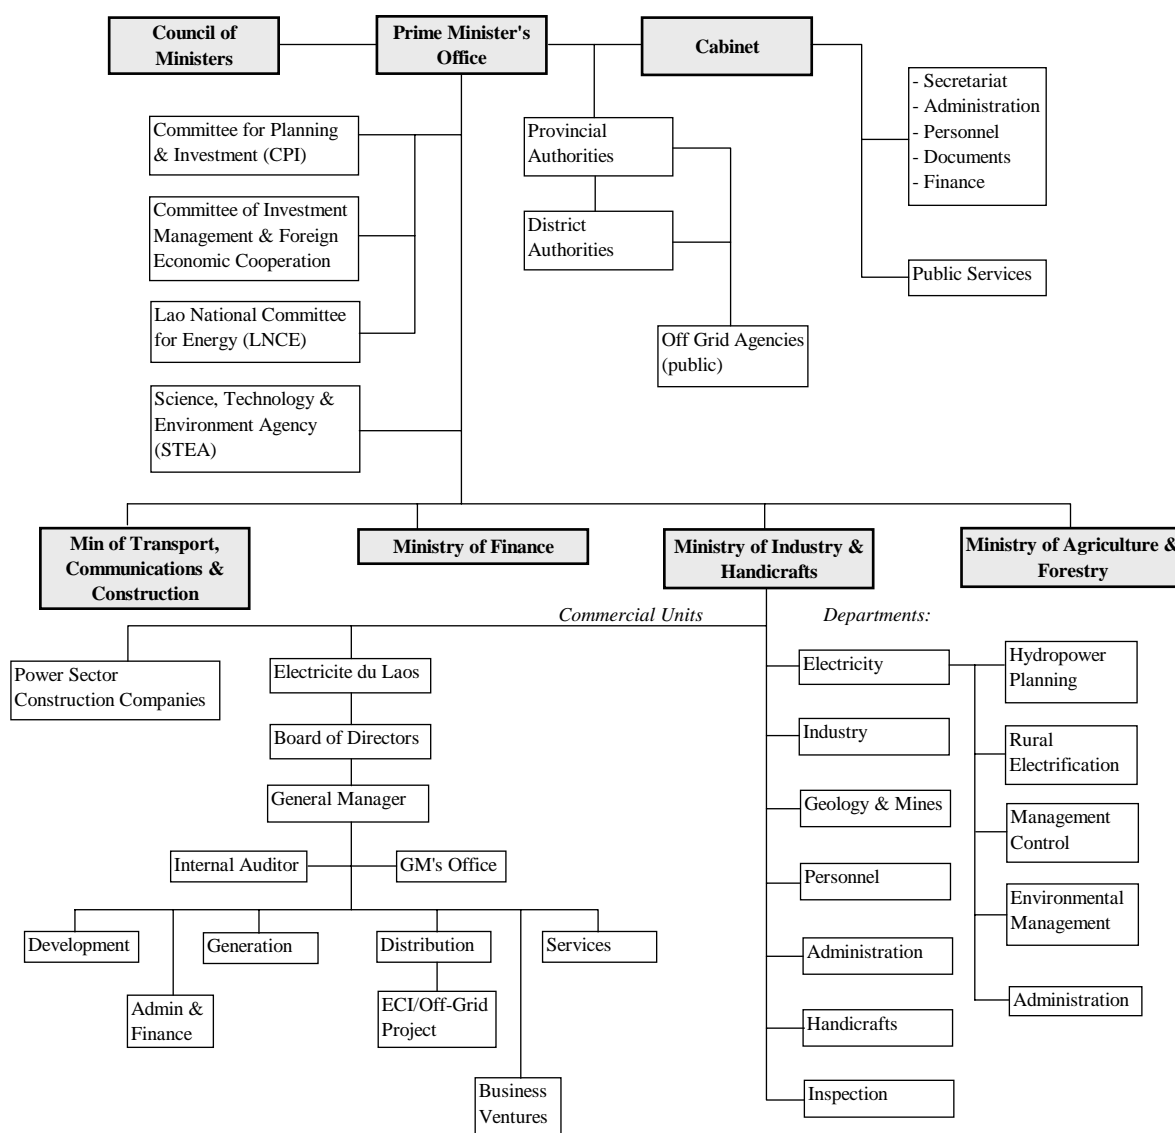 Council of
Ministers
Prime Minister's
Office
Cabinet
- Secretariat
- Administration
- Personnel
- Documents
- Finance
Committee for Planning
& Investment (CPI)
Provincial
Authorities
Committee of Investment
Management & Foreign
Economic Cooperation
District
Authorities
Public Services
Lao National Committee
for Energy (LNCE)
Off Grid Agencies
(public)
Science, Technology &
Environment Agency
(STEA)
Min of Transport,
Communications &
Construction
Ministry of Finance
Ministry of Industry &
Handicrafts
Ministry of Agriculture &
Forestry
Commercial Units
Departments:
Power Sector
Construction Companies
Electricite du Laos
Board of Directors
General Manager
Internal Auditor
GM's Office
Development
Generation
Distribution
Services
Admin &
Finance
ECI/Off-Grid
Project
Business
Ventures
Electricity
Industry
Geology & Mines
Personnel
Administration
Handicrafts
Inspection
Hydropower
Planning
Rural
Electrification
Management
Control
Environmental
Management
Administration